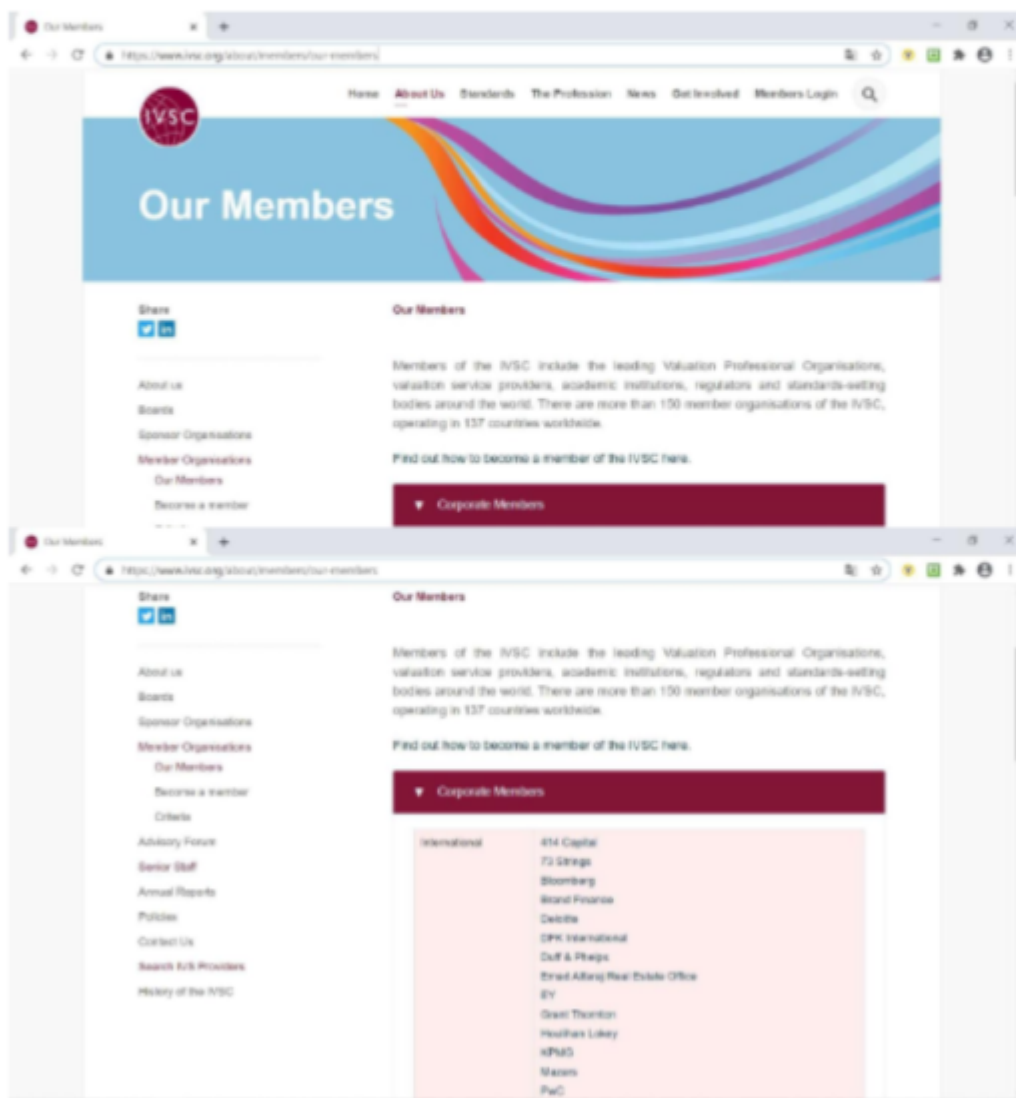 Our Members
https://www.ivsc.org/about/members/our-members
IVSC
Home About Us Standards The Profession News Get Involved Members Login
Our Members
Share
Our Members
Members of the IVSC include the leading Valuation Professional Organisations,
valuation service providers, academic institutions, regulators and standards-setting
bodies around the world. There are more than 150 member organisations of the IVSC,
operating in 137 countries worldwide.
Find out how to become a member of the IVSC here.
About us
Boards
Sponsor Organisations
Member Organisations
Our Members
Become a member
Corporate Members
Our Members
https://www.ivsc.org/about/members/our-members
Share
Our Members
Members of the IVSC include the leading Valuation Professional Organisations,
valuation service providers, academic institutions, regulators and standards-setting
bodies around the world. There are more than 150 member organisations of the IVSC,
operating in 137 countries worldwide.
Find out how to become a member of the IVSC here.
About us
Boards
Sponsor Organisations
Member Organisations
Our Members
Become a member
Criteria
Advisory Forum
Senior Staff
Annual Reports
Policies
Contact Us
Search IVS Providers
History of the IVSC
Corporate Members
International
414 Capital
73 Strings
Bloomberg
Brand Finance
Deloitte
DPK International
Duff & Phelps
Emad Alfaraj Real Estate Office
EY
Grant Thornton
Houlihan Lokey
KPMG
Mazars
PwC